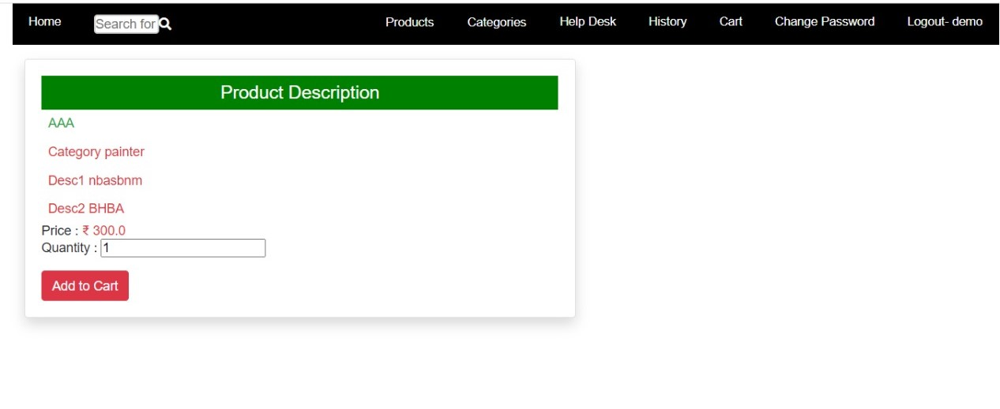 Home Search for Products Categories Help Desk History Cart Change Password Logout- demo
Product Description
AAA
Category painter
Desc1 nbasbnm
Desc2 BHBA
Price : ₹ 300.0
Quantity : 1
Add to Cart